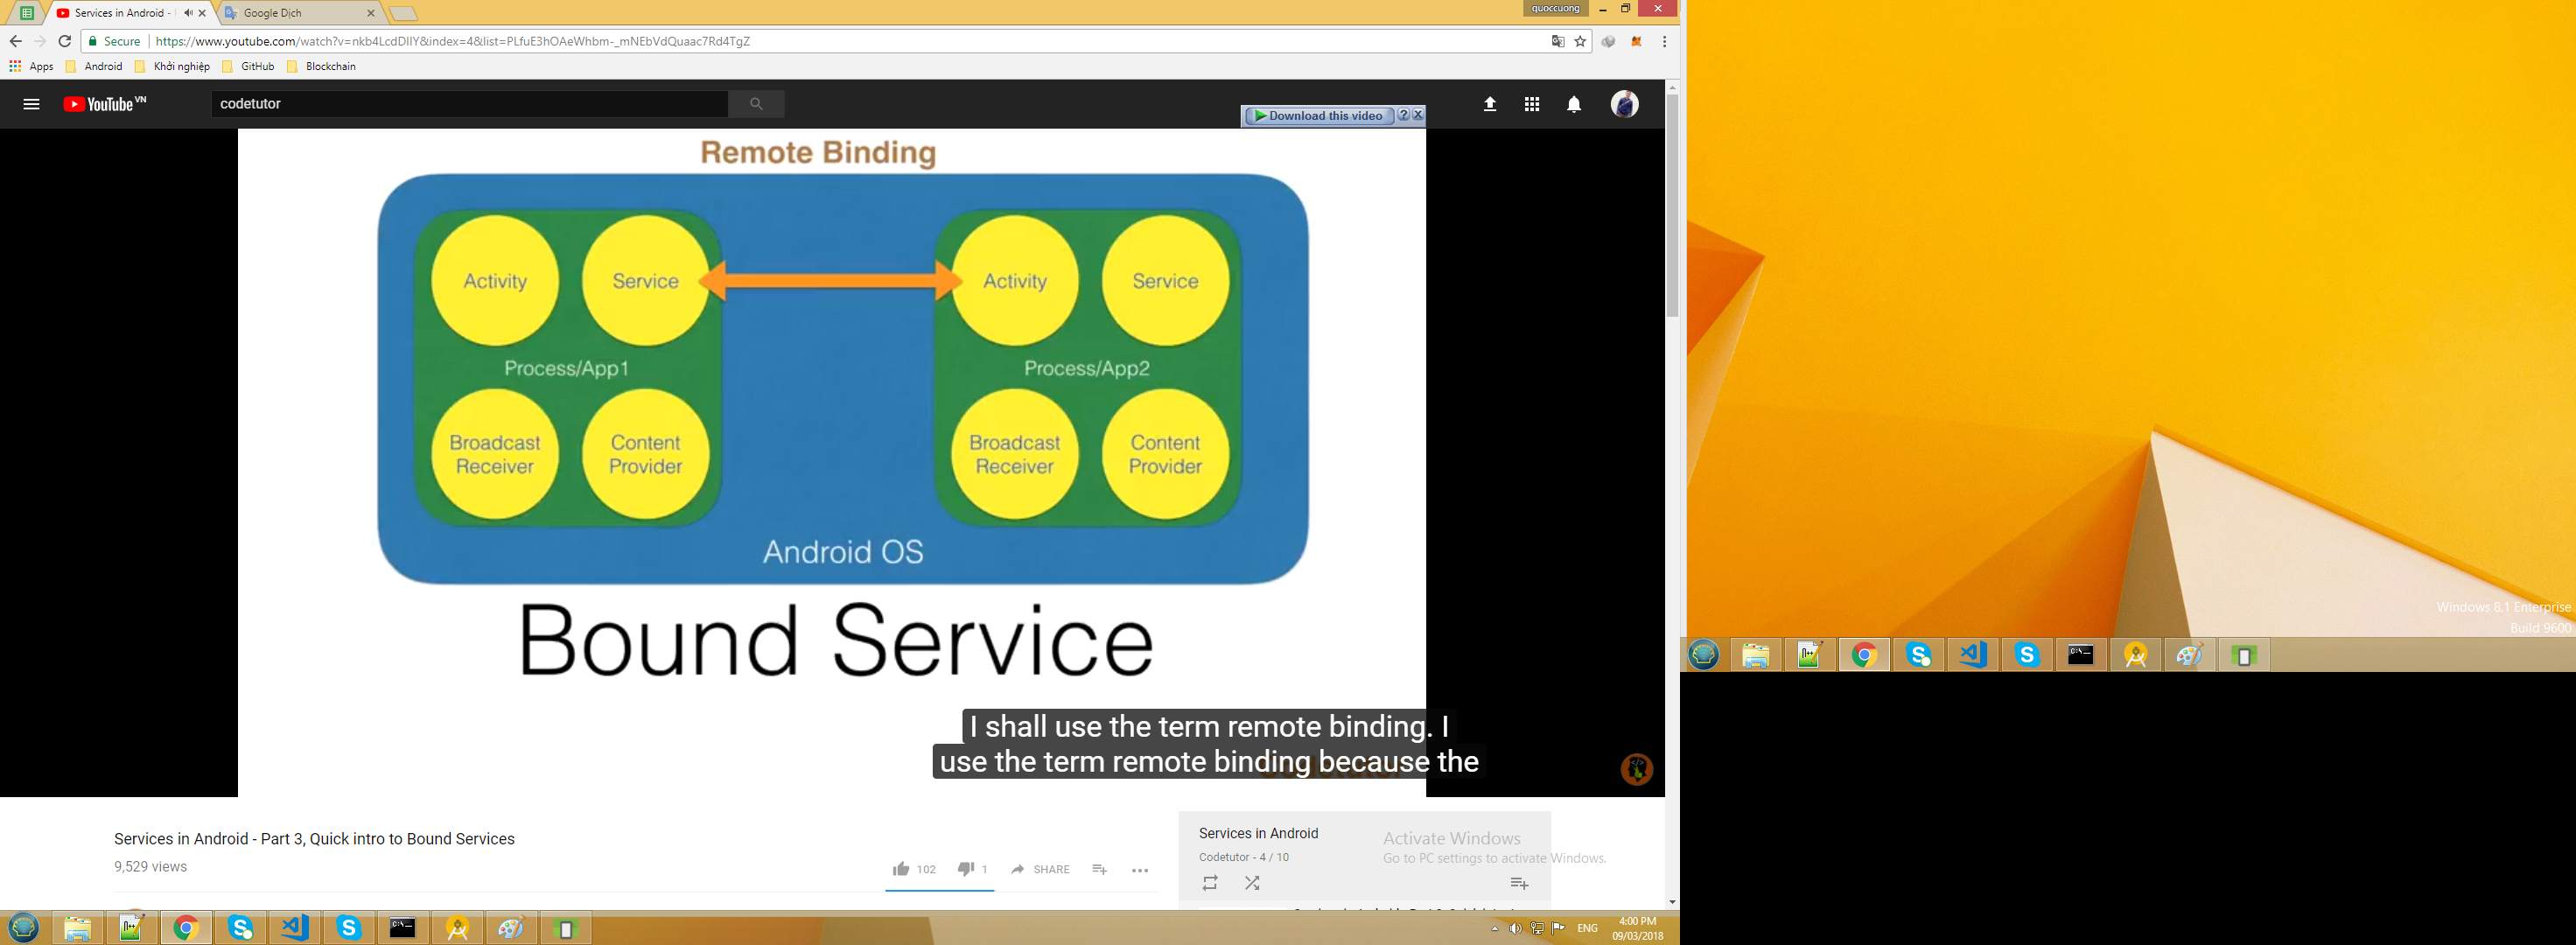 Services in Android -
Google Dịch
quoccuong
Secure
https://www.youtube.com/watch?v=nkb4LcdDlIY&index=4&list=PLfuE3hOAeWhbm-_mNEbVdQuaac7Rd4TgZ
Apps
Android
Khởi nghiệp
GitHub
Blockchain
YouTube VN
codetutor
Download this video
Remote Binding
Activity
Service
Activity
Service
Process/App1
Process/App2
Broadcast
Receiver
Content
Provider
Broadcast
Receiver
Content
Provider
Android OS
Bound Service
I shall use the term remote binding. I
use the term remote binding because the
Services in Android - Part 3, Quick intro to Bound Services
9,529 views
102
1
SHARE
Services in Android
Codetutor - 4 / 10
Activate Windows
Go to PC settings to activate Windows.
Windows 8.1 Enterprise
Build 9600
ENG
4:00 PM
09/03/2018